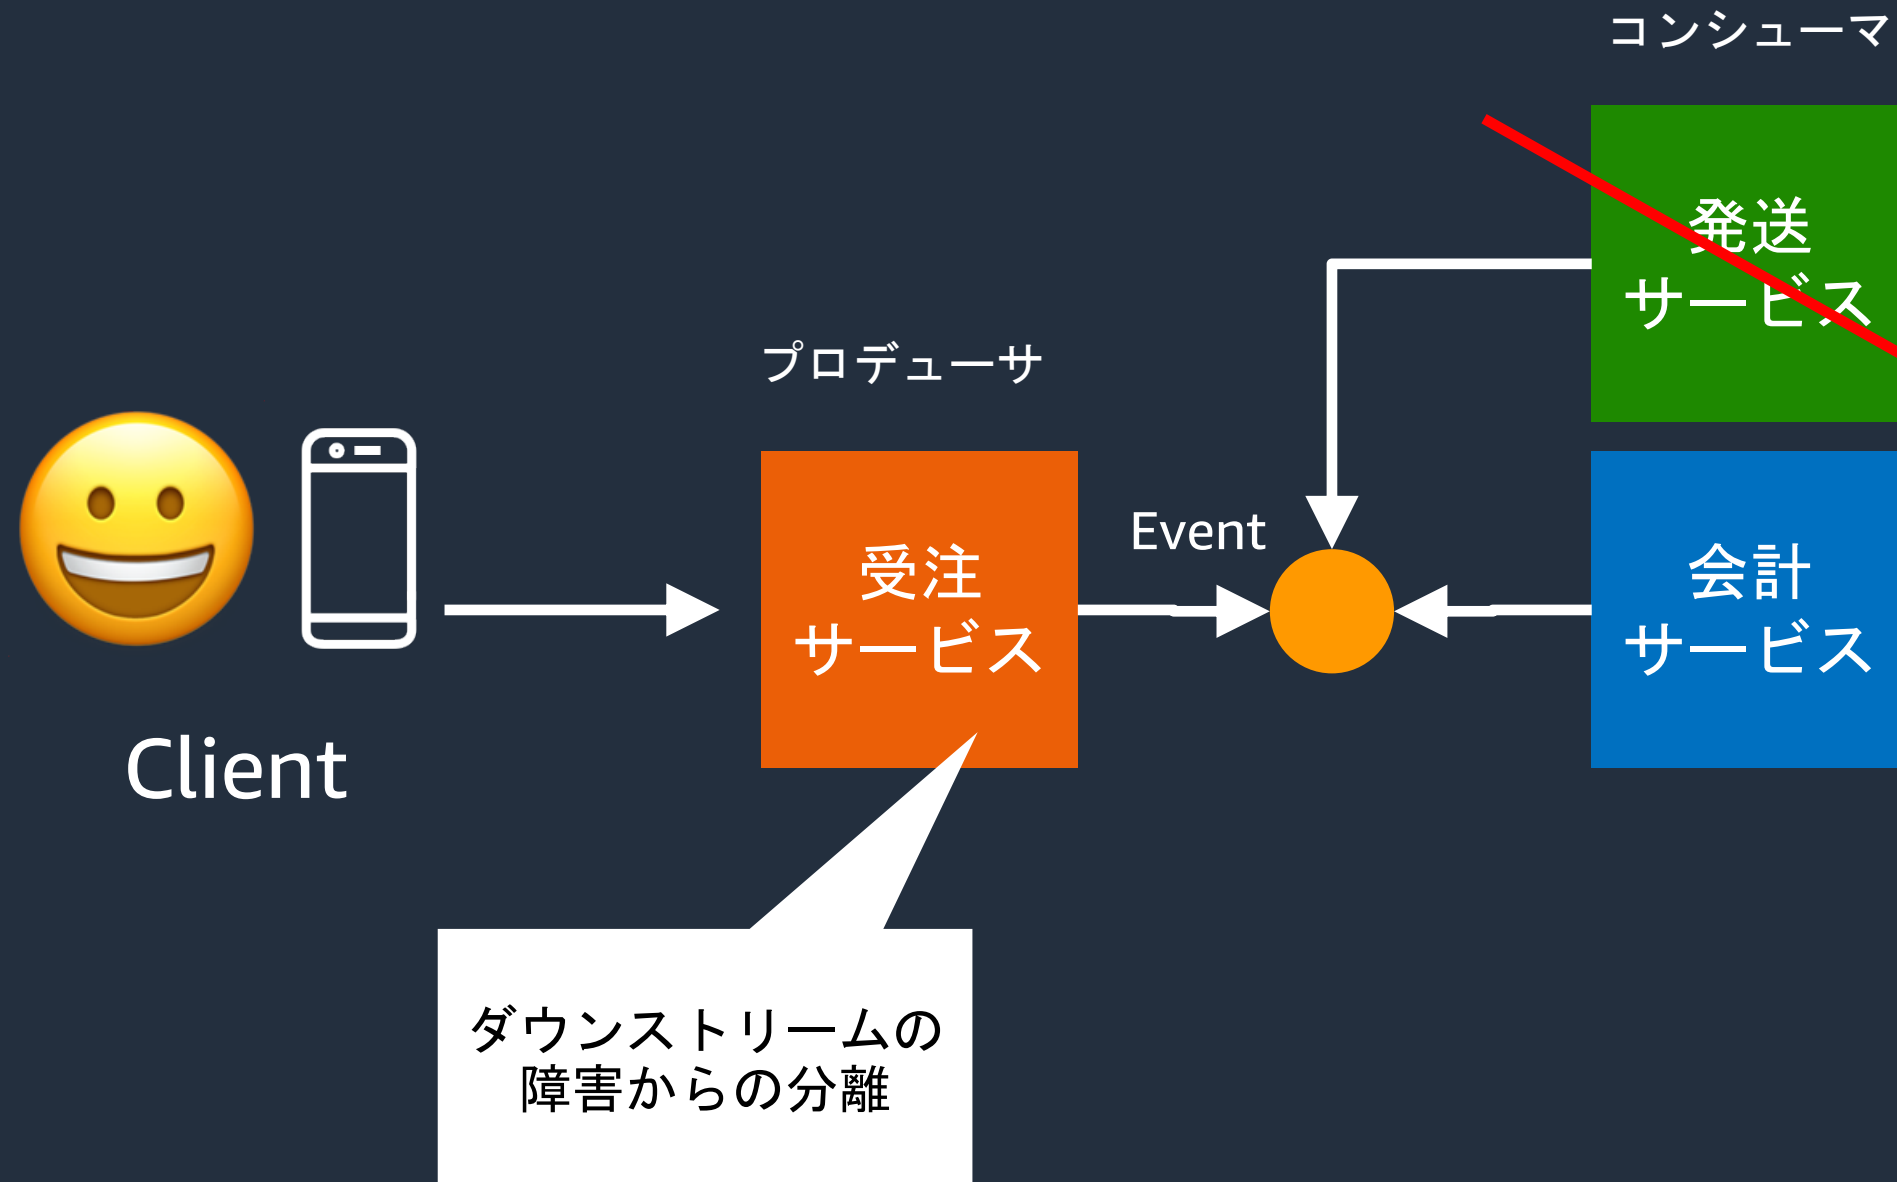 コンシューマ
発送
サービス
プロデューサ
Event
受注
サービス
会計
サービス
Client
ダウンストリームの
障害からの分離